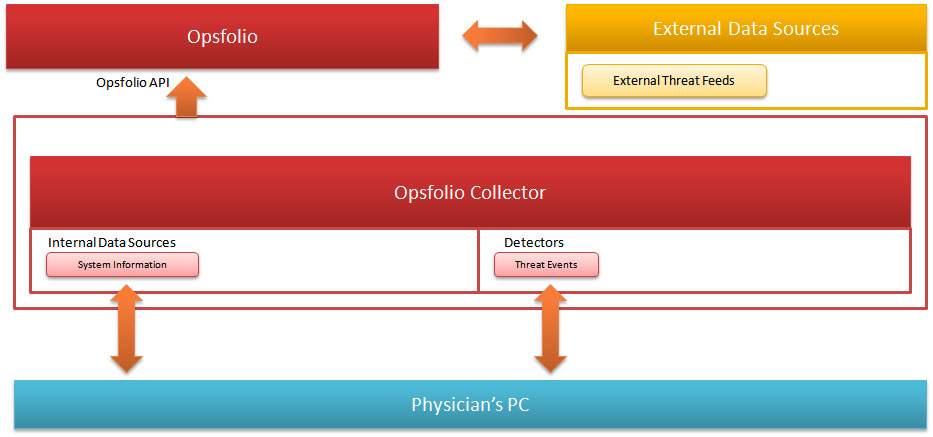 Opsfolio
External Data Sources
Opsfolio API
External Threat Feeds
Opsfolio Collector
Internal Data Sources
System Information
Detectors
Threat Events
Physician’s PC